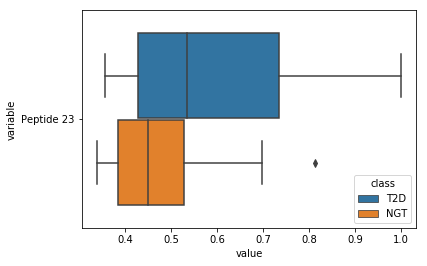 variable
Peptide 23
class
T2D
NGT
0.4 0.5 0.6 0.7 0.8 0.9 1.0
value